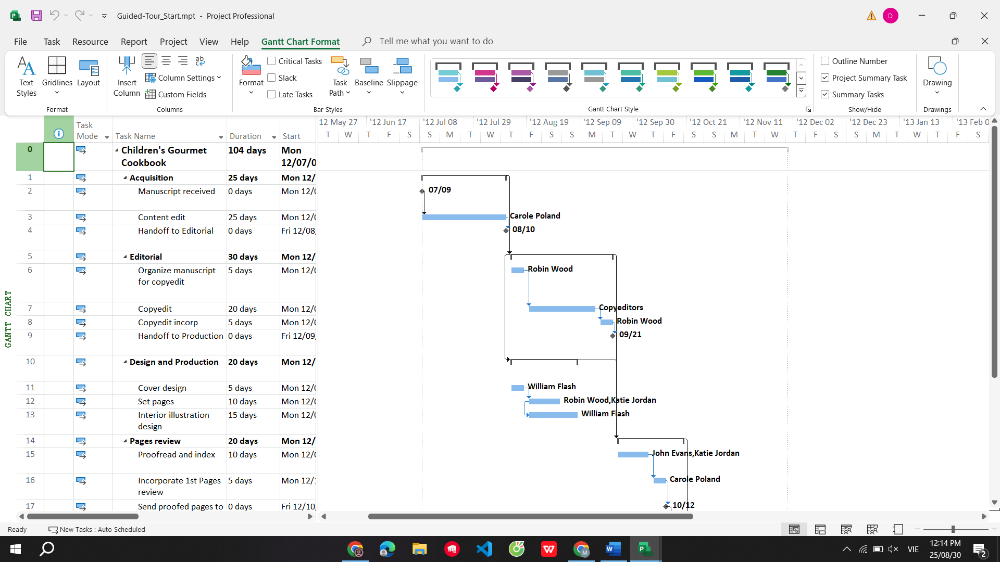 Guided-Tour_Start.mpt - Project Professional
D
File Task Resource Report Project View Help Gantt Chart Format Tell me what you want to do
Text Styles
Gridlines
Layout
Format
Insert Column
Column Settings
Custom Fields
Columns
Format
Critical Tasks
Slack
Late Tasks
Task Path
Baseline
Slippage
Bar Styles
Gantt Chart Style
Outline Number
Project Summary Task
Summary Tasks
Show/Hide
Drawing
Drawings
Task Mode Task Name Duration Start
12 May 27 '12 Jun 17 '12 Jul 08 '12 Jul 29 '12 Aug 19 '12 Sep 09 '12 Sep 30 '12 Oct 21 '12 Nov 11 '12 Dec 02 '12 Dec 23 '13 Jan 13 '13 Feb 0
T W T F S S M T W T F S S M T W T F S S M T W T F S S M T W T F S
GANTT CHART
0 Children's Gourmet Cookbook 104 days Mon 12/07/0
1 Acquisition 25 days Mon 12/
2 Manuscript received 0 days Mon 12/0 07/09
3 Content edit 25 days Mon 12/0 Carole Poland
4 Handoff to Editorial 0 days Fri 12/08/ 08/10
5 Editorial 30 days Mon 12/
6 Organize manuscript for copyedit 5 days Mon 12/0 Robin Wood
7 Copyedit 20 days Mon 12/0 Copyeditors
8 Copyedit incorp 5 days Mon 12/0 Robin Wood
9 Handoff to Production 0 days Fri 12/09/ 09/21
10 Design and Production 20 days Mon 12/
11 Cover design 5 days Mon 12/0 William Flash
12 Set pages 10 days Mon 12/0 Robin Wood,Katie Jordan
13 Interior illustration design 15 days Mon 12/0 William Flash
14 Pages review 20 days Mon 12/
15 Proofread and index 10 days Mon 12/0 John Evans,Katie Jordan
16 Incorporate 1st Pages review 5 days Mon 12/1 Carole Poland
17 Send proofed pages to 0 days Fri 12/10/ 10/12
Ready New Tasks : Auto Scheduled
VIE
12:14 PM
25/08/30
2